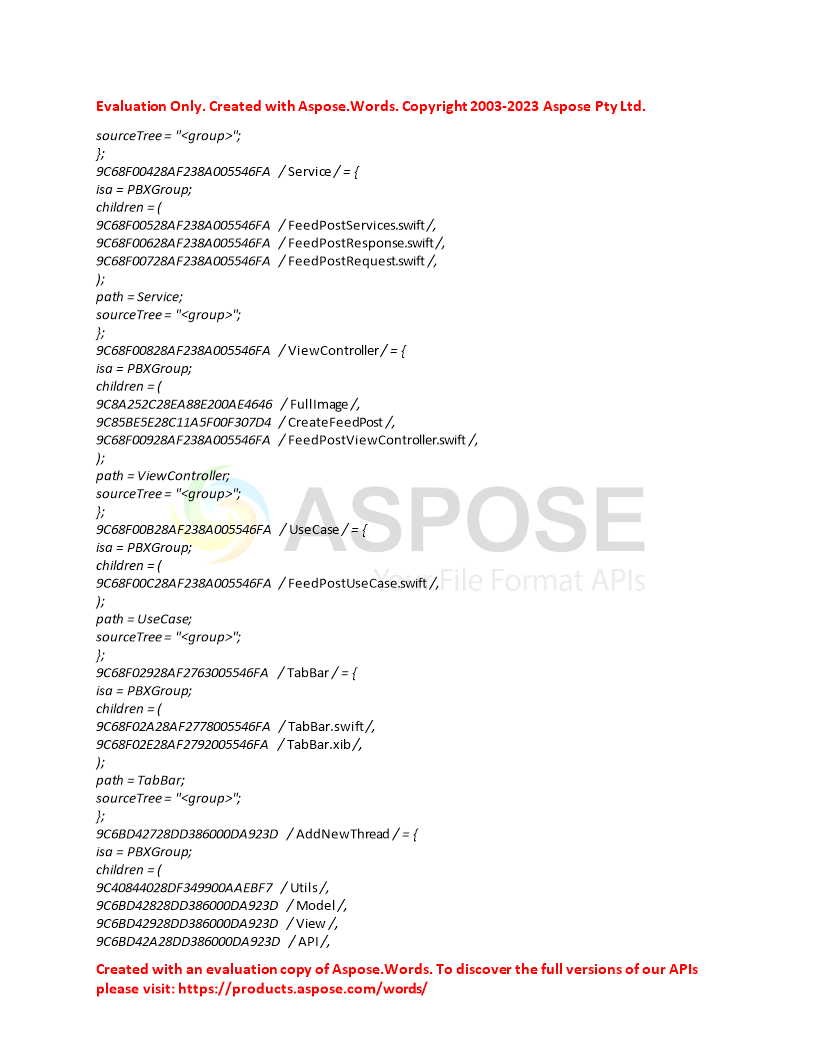 Evaluation Only. Created with Aspose.Words. Copyright 2003-2023 Aspose Pty Ltd.
sourceTree = "<group>";
};
9C68F00428AF238A005546FA / Service / = {
isa = PBXGroup;
children = (
9C68F00528AF238A005546FA / FeedPostServices.swift /,
9C68F00628AF238A005546FA / FeedPostResponse.swift /,
9C68F00728AF238A005546FA / FeedPostRequest.swift /,
);
path = Service;
sourceTree = "<group>";
};
9C68F00828AF238A005546FA / ViewController / = {
isa = PBXGroup;
children = (
9C8A252C28EA88E200AE4646 / FullImage /,
9C85BE5E28C11A5F00F307D4 / CreateFeedPost /,
9C68F00928AF238A005546FA / FeedPostViewController.swift /,
);
path = ViewController;
sourceTree = "<group>";
};
9C68F00B28AF238A005546FA / UseCase / = {
isa = PBXGroup;
children = (
9C68F00C28AF238A005546FA / FeedPostUseCase.swift /,
);
path = UseCase;
sourceTree = "<group>";
};
9C68F02928AF2763005546FA / TabBar / = {
isa = PBXGroup;
children = (
9C68F02A28AF2778005546FA / TabBar.swift /,
9C68F02E28AF2792005546FA / TabBar.xib /,
);
path = TabBar;
sourceTree = "<group>";
};
9C6BD42728DD386000DA923D / AddNewThread / = {
isa = PBXGroup;
children = (
9C40844028DF349900AAEBF7 / Utils /,
9C6BD42828DD386000DA923D / Model /,
9C6BD42928DD386000DA923D / View /,
9C6BD42A28DD386000DA923D / API /,
ASPOSE
Your File Format APIs
Created with an evaluation copy of Aspose.Words. To discover the full versions of our APIs
please visit: https://products.aspose.com/words/